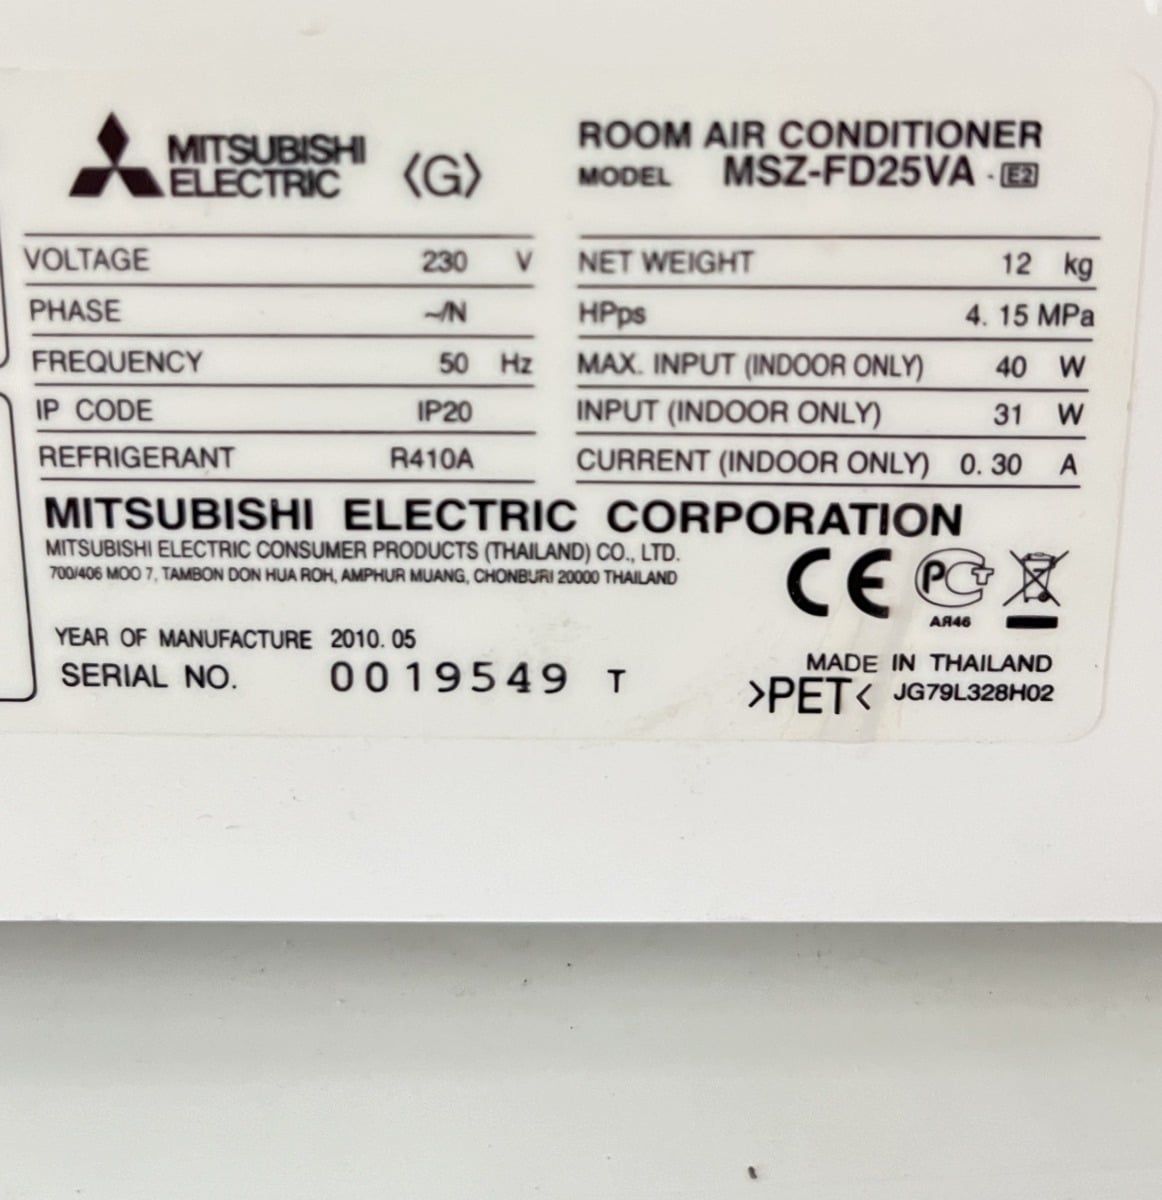 MITSUBISHI
ELECTRIC
(G)
ROOM AIR CONDITIONER
MODEL MSZ-FD25VA - E2
VOLTAGE 230 V
PHASE ~/N
FREQUENCY 50 Hz
IP CODE IP20
REFRIGERANT R410A
NET WEIGHT 12 kg
HPps 4. 15 MPa
MAX. INPUT (INDOOR ONLY) 40 W
INPUT (INDOOR ONLY) 31 W
CURRENT (INDOOR ONLY) 0. 30 A
MITSUBISHI ELECTRIC CORPORATION
MITSUBISHI ELECTRIC CONSUMER PRODUCTS (THAILAND) CO., LTD.
700/406 MOO 7, TAMBON DON HUA ROH, AMPHUR MUANG, CHONBURI 20000 THAILAND
CE
РСТ
АЯ46
YEAR OF MANUFACTURE 2010. 05
SERIAL NO. 0019549 T
MADE IN THAILAND
>PET< JG79L328H02